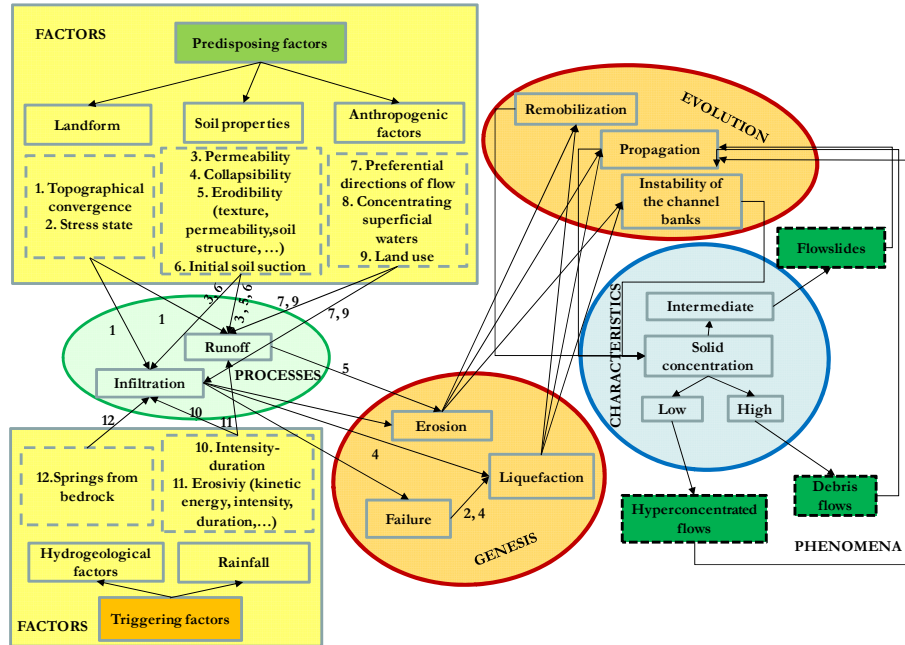 FACTORS
Predisposing factors
Landform
Soil properties
Anthropogenic
factors
1. Topographical
convergence
2. Stress state
3. Permeability
4. Collapsibility
5. Erodibility
(texture,
permeability,soil
structure, ...)
6. Initial soil suction
7. Preferential
directions of flow
8. Concentrating
superficial
waters
9. Land use
1
1
3, 6
3, 5, 6
7, 9
7, 9
Runoff
PROCESSES
Infiltration
5
12
10
11
4
12.Springs from
bedrock
10. Intensity-
duration
11. Erosiviy (kinetic
energy, intensity,
duration,...)
Hydrogeological
factors
Rainfall
FACTORS
Triggering factors
Erosion
Liquefaction
Failure
2, 4
GENESIS
EVOLUTION
Remobilization
Propagation
Instability of
the channel
banks
CHARACTERISTICS
Intermediate
Solid
concentration
Low
High
Flowslides
Hyperconcentrated
flows
Debris
flows
PHENOMENA